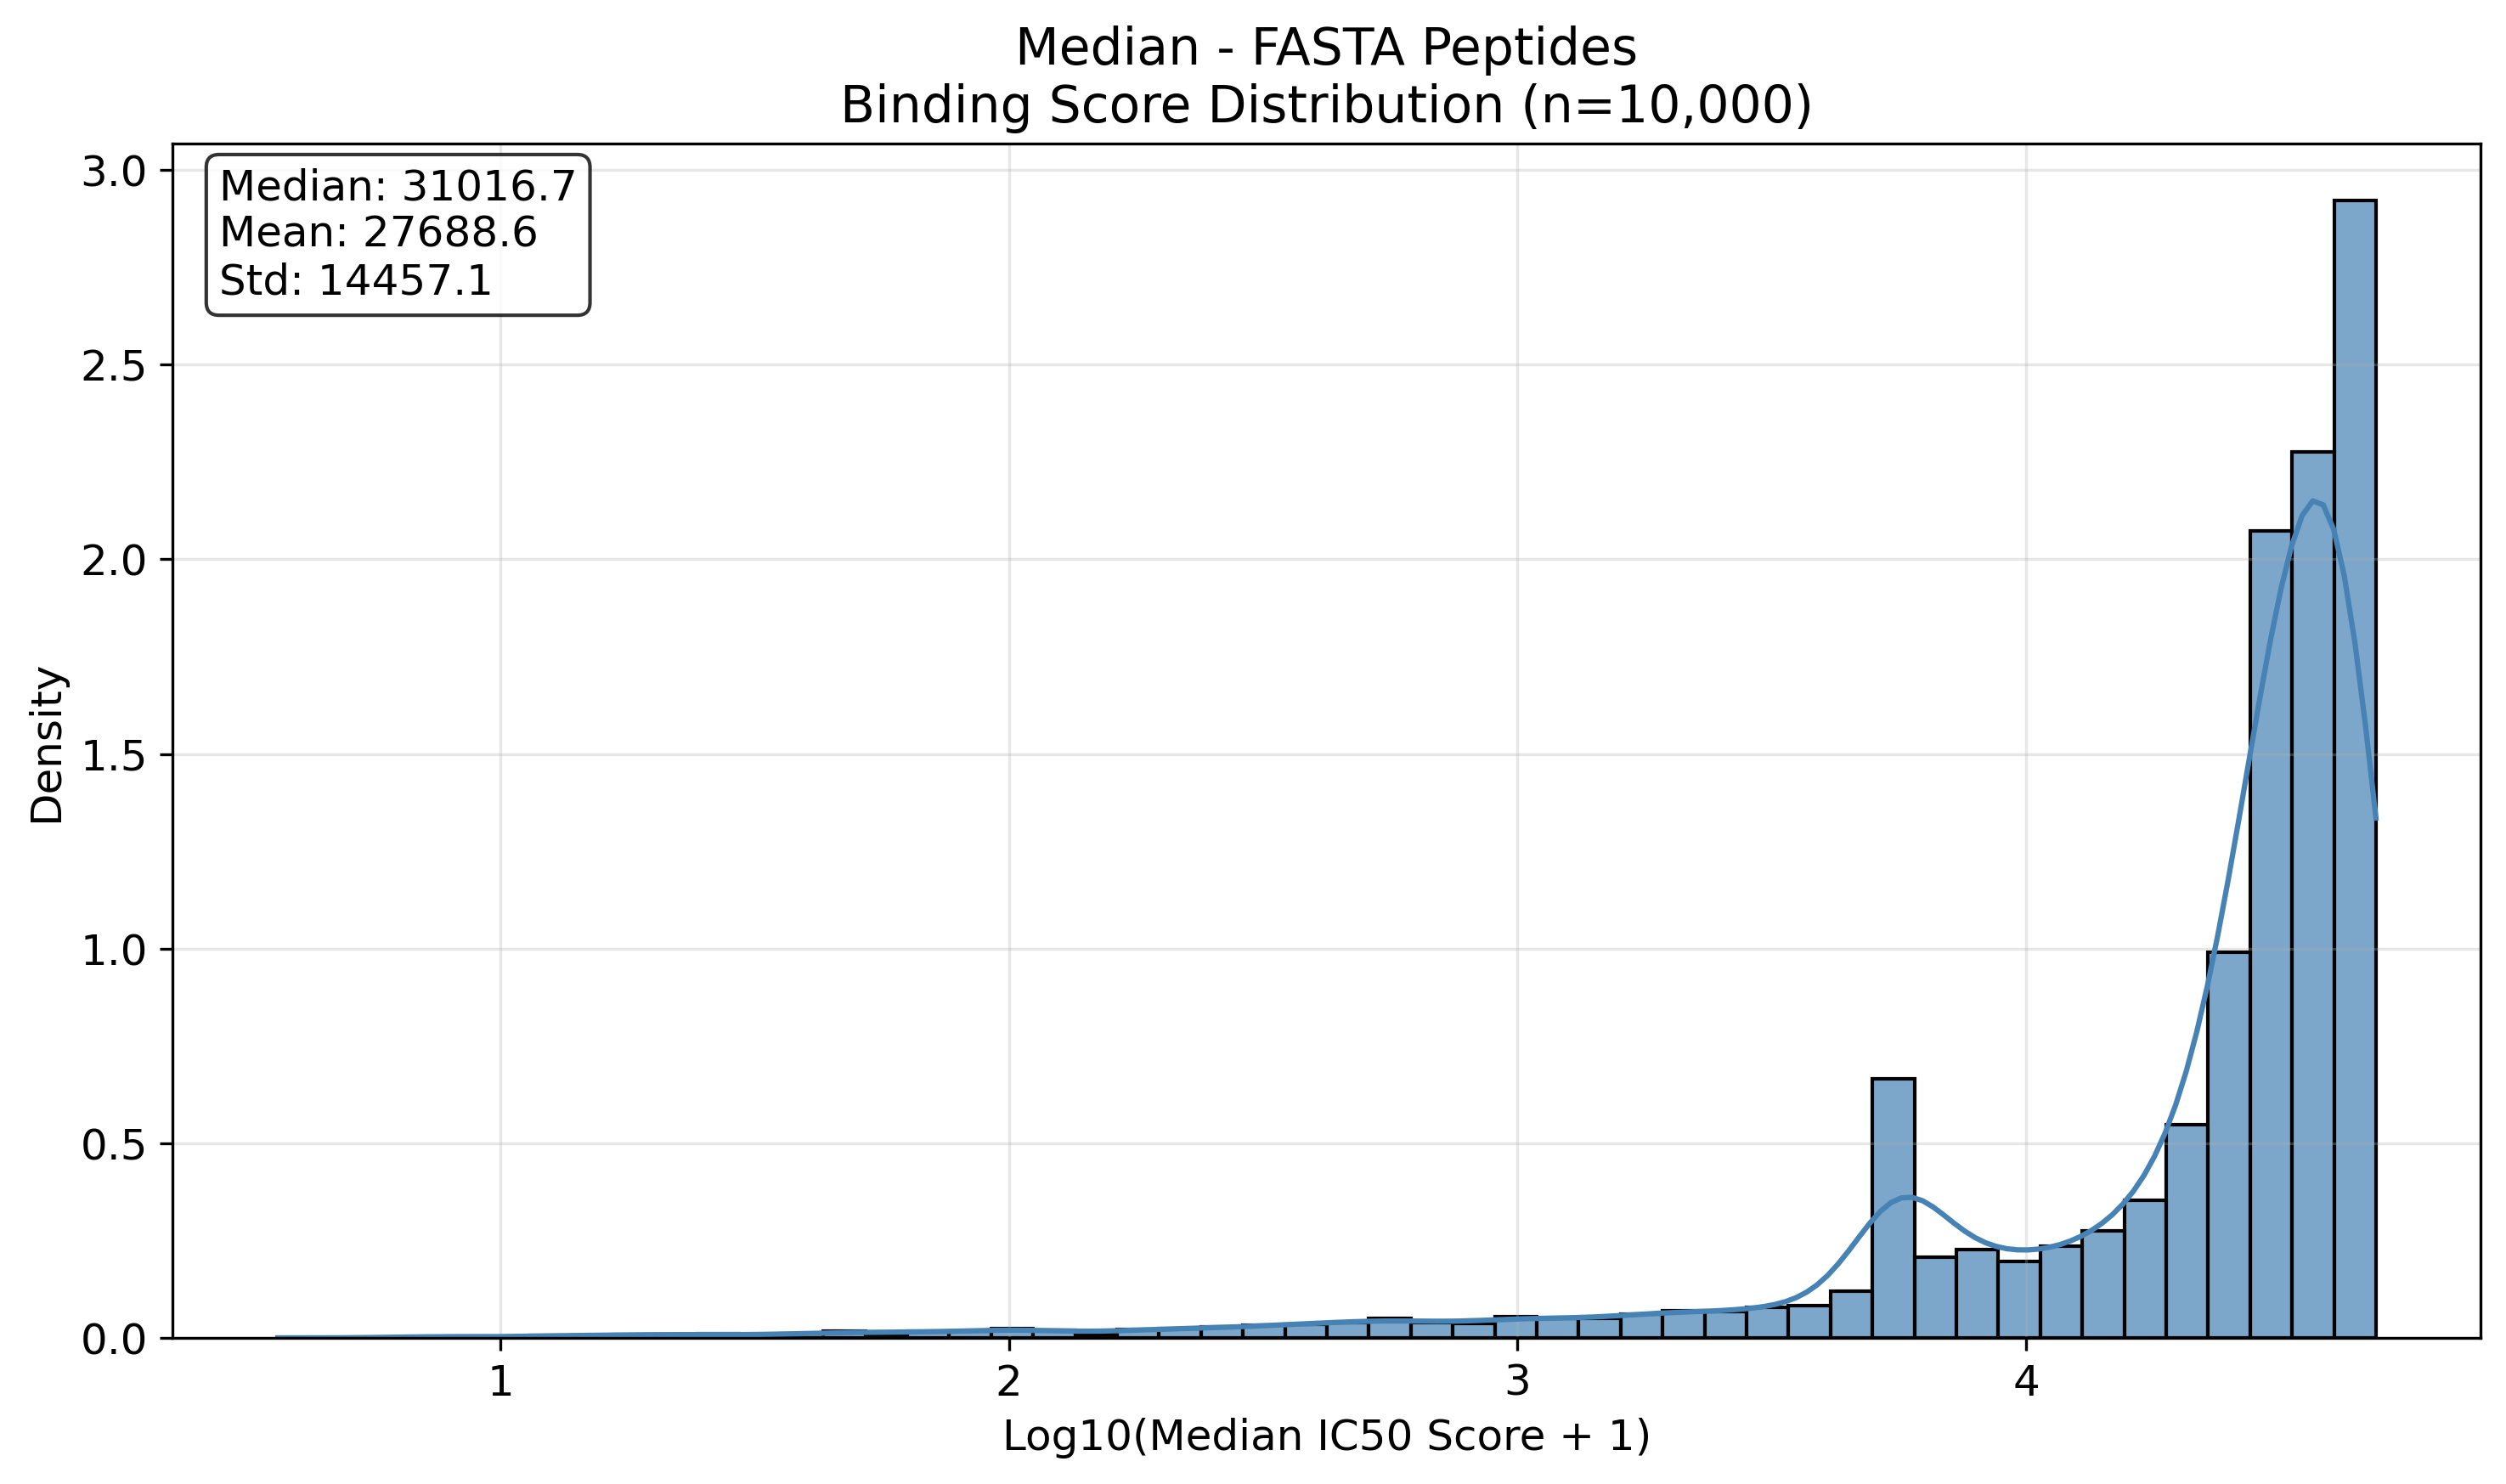 Median - FASTA Peptides
Binding Score Distribution (n=10,000)
Median: 31016.7
Mean: 27688.6
Std: 14457.1
3.0
2.5
2.0
1.5
1.0
0.5
0.0
Density
1 2 3 4
Log10(Median IC50 Score + 1)